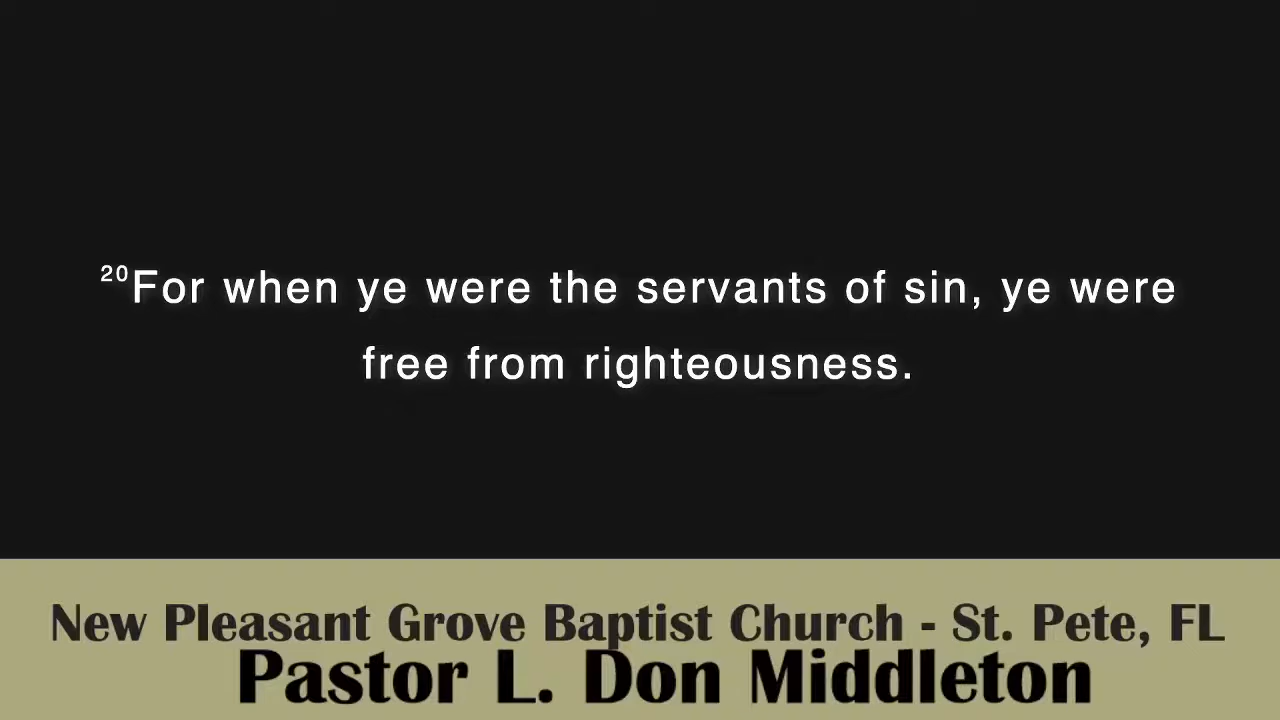 20For when ye were the servants of sin, ye were
free from righteousness.
New Pleasant Grove Baptist Church - St. Pete, FL
Pastor L. Don Middleton